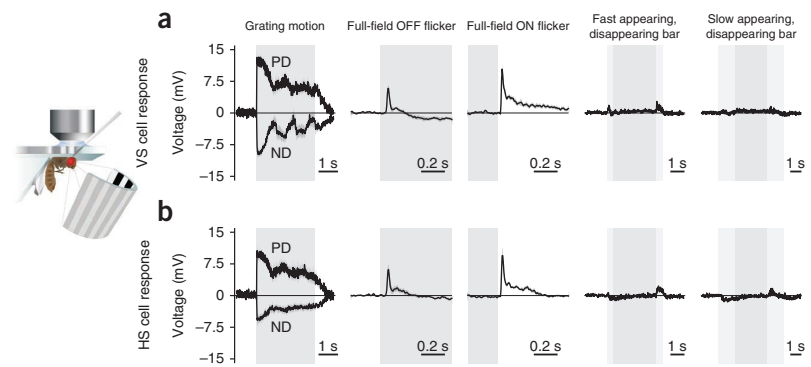 a
Grating motion
Full-field OFF flicker
Full-field ON flicker
Fast appearing,
disappearing bar
Slow appearing,
disappearing bar
VS cell response
Voltage (mV)
15
7.5
0
–7.5
–15
PD
ND
1 s
0.2 s
0.2 s
1 s
1 s
b
HS cell response
Voltage (mV)
15
7.5
0
–7.5
–15
PD
ND
1 s
0.2 s
0.2 s
1 s
1 s